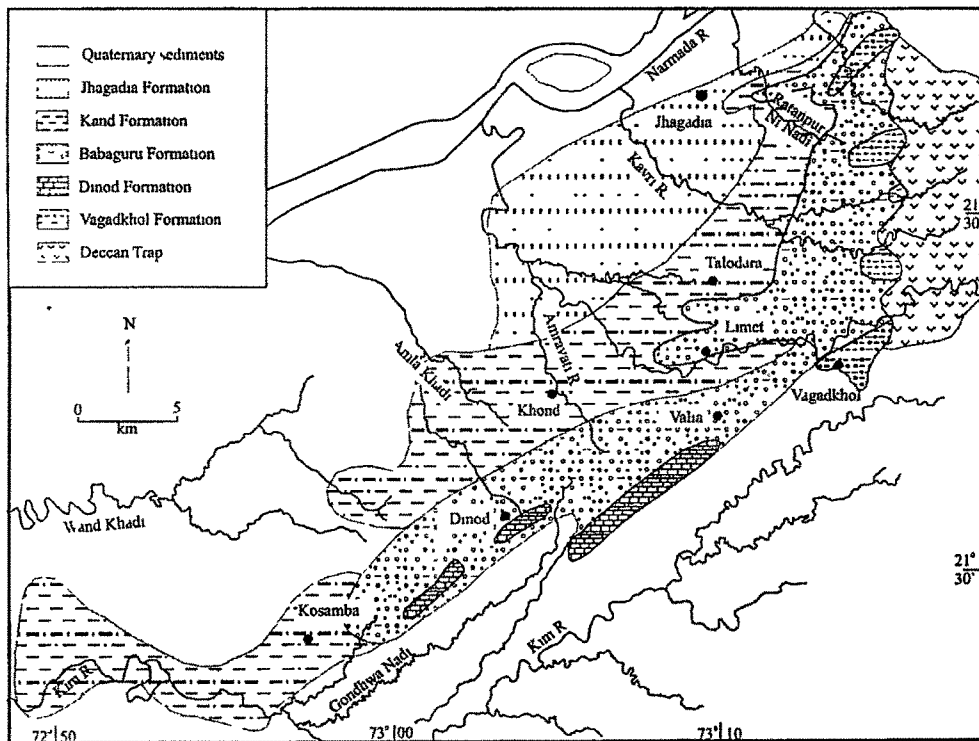 Quaternary sediments
Jhagadia Formation
Kand Formation
Babaguru Formation
Dinod Formation
Vagadkhol Formation
Deccan Trap
N
0 5
km
Narmada R
Jhagadia
Ratanpur
Ni Nadi
Kavri R
21
30
Talodara
Limet
Amravati R
Amla Khadi
Vagadkhol
Khond
Valia
Wand Khadi
Dinod
21°
30'
Kosamba
Kim R
Kim R
Gondawa Nadi
72° 50
73° 00
73° 10